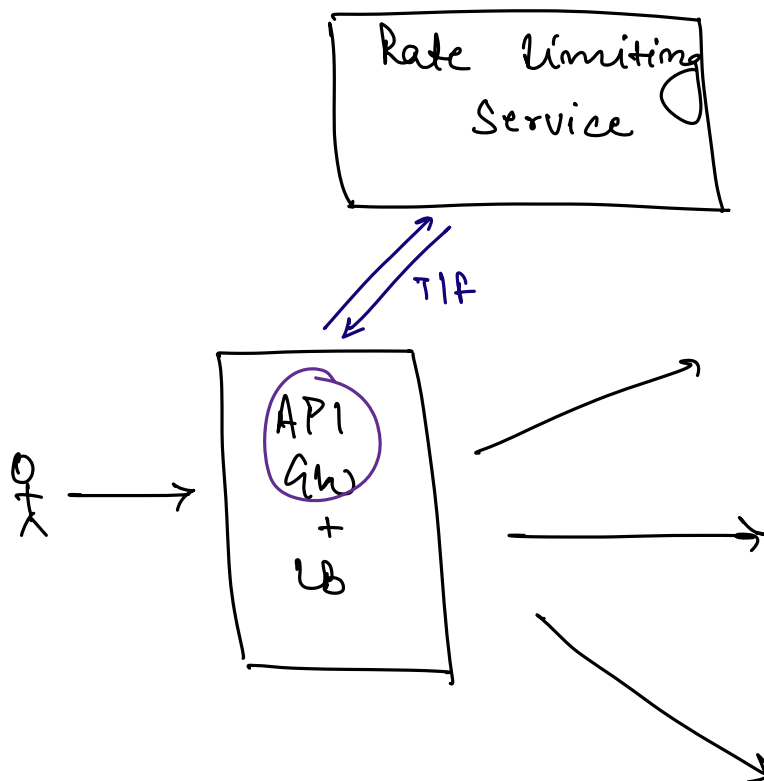 Rate Limiting
Service
T/F
API
GW
+
LB